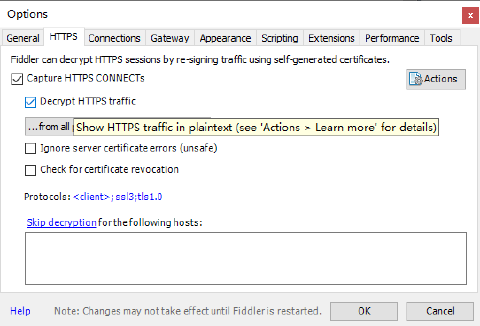 Options
General HTTPS Connections Gateway Appearance Scripting Extensions Performance Tools
Fiddler can decrypt HTTPS sessions by re-signing traffic using self-generated certificates.
Capture HTTPS CONNECTs
Actions
Decrypt HTTPS traffic
...from all
Show HTTPS traffic in plaintext (see 'Actions > Learn more' for details)
Ignore server certificate errors (unsafe)
Check for certificate revocation
Protocols: <client>;ssl3;tls1.0
Skip decryption for the following hosts:
Help Note: Changes may not take effect until Fiddler is restarted. OK Cancel